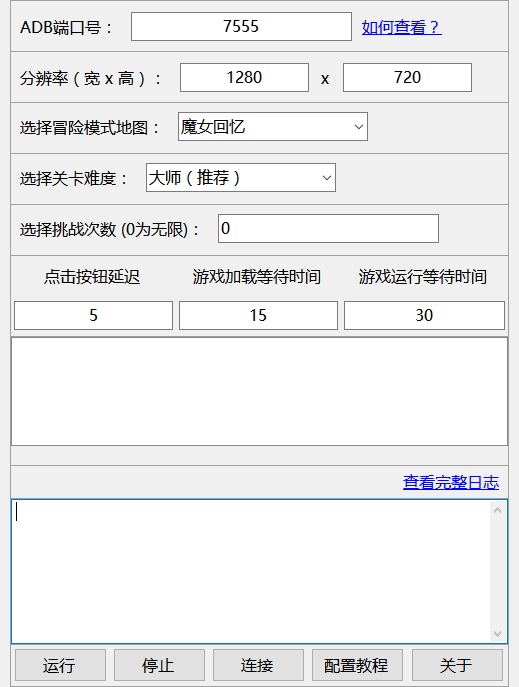 ADB端口号： 7555 如何查看？
分辨率（宽 x 高）： 1280 x 720
选择冒险模式地图： 魔女回忆
选择关卡难度： 大师（推荐）
选择挑战次数 (0为无限)： 0
点击按钮延迟 游戏加载等待时间 游戏运行等待时间
5 15 30
查看完整日志
运行 停止 连接 配置教程 关于